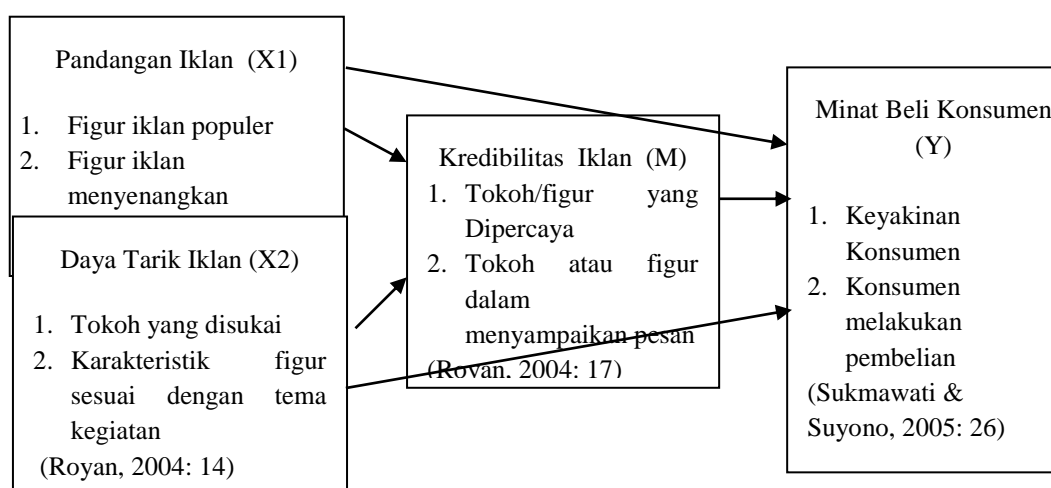 Pandangan Iklan (X1)
1. Figur iklan populer
2. Figur iklan
menyenangkan
Daya Tarik Iklan (X2)
1. Tokoh yang disukai
2. Karakteristik figur
sesuai dengan tema
kegiatan
(Royan, 2004: 14)
Kredibilitas Iklan (M)
1. Tokoh/figur yang
Dipercaya
2. Tokoh atau figur
dalam
menyampaikan pesan
(Royan, 2004: 17)
Minat Beli Konsumen
(Y)
1. Keyakinan
Konsumen
2. Konsumen
melakukan
pembelian
(Sukmawati &
Suyono, 2005: 26)